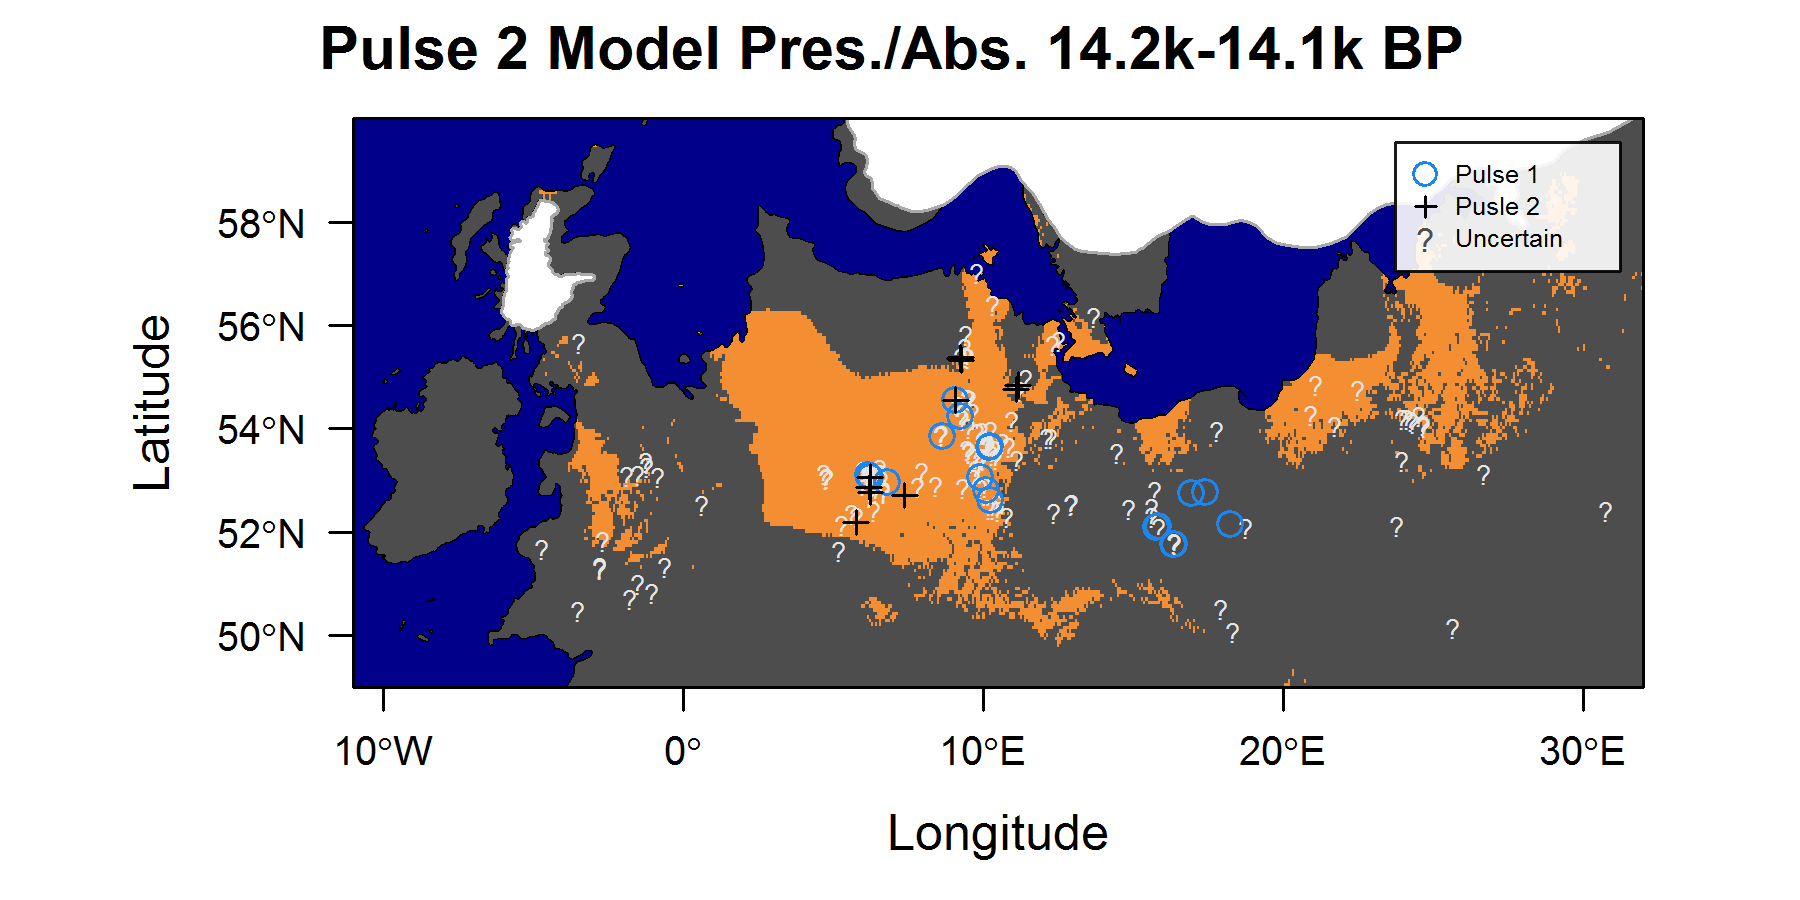 Pulse 2 Model Pres./Abs. 14.2k-14.1k BP
Pulse 1
Pusle 2
? Uncertain
58°N
56°N
54°N
52°N
50°N
Latitude
10°W 0° 10°E 20°E 30°E
Longitude